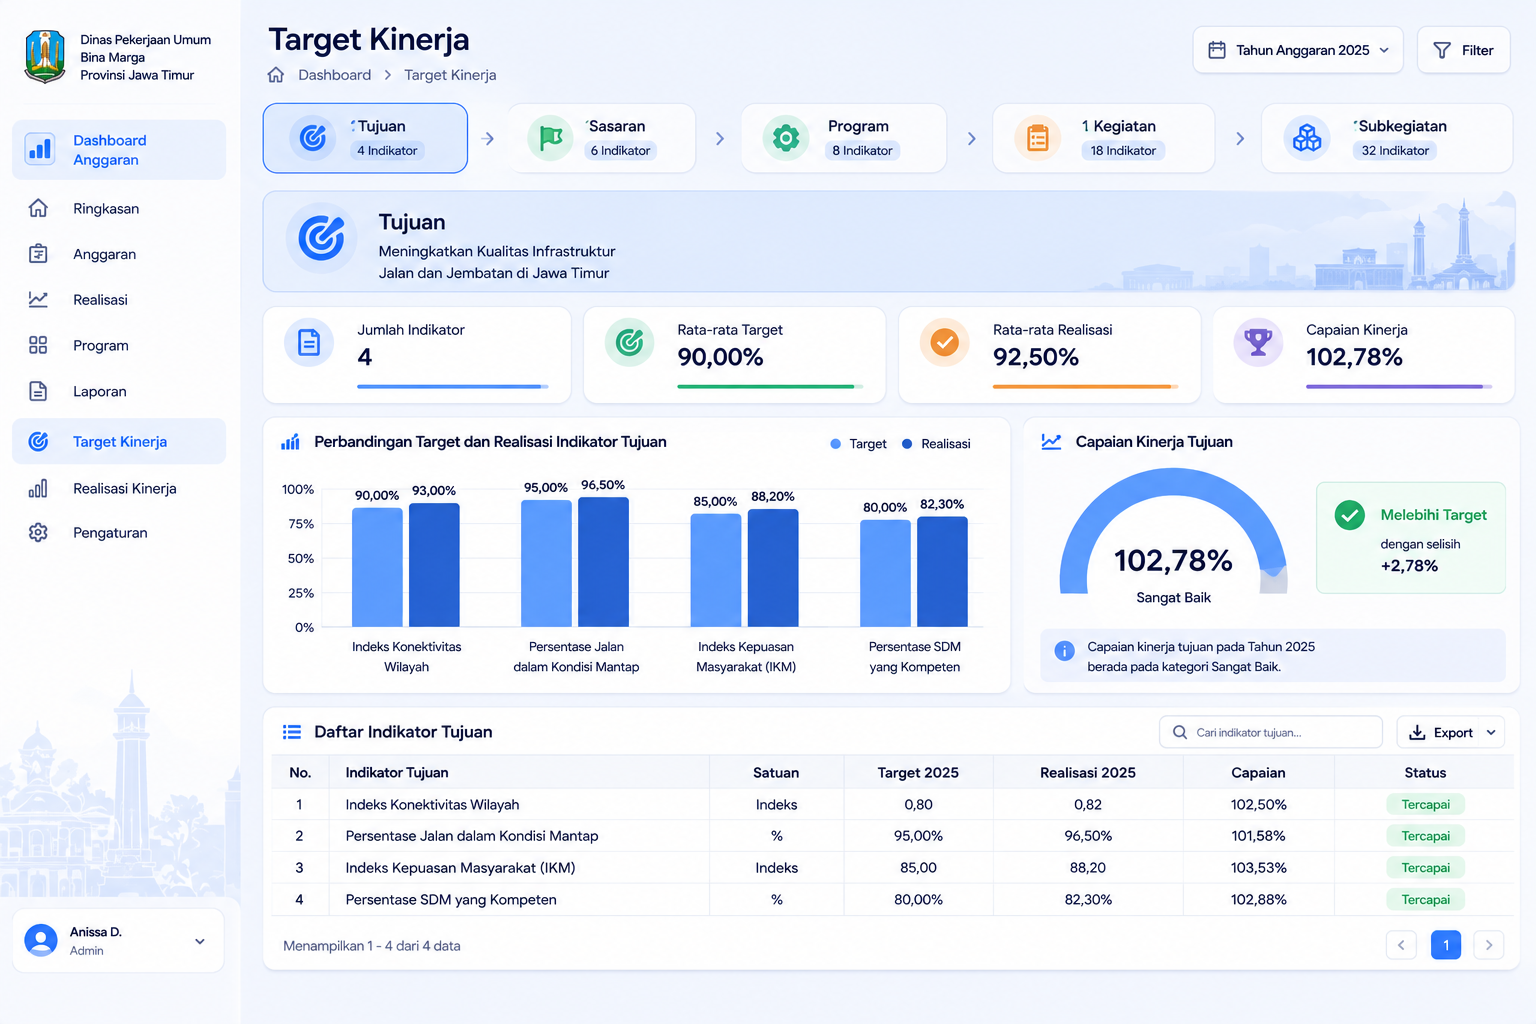 Dinas Pekerjaan Umum
Bina Marga
Provinsi Jawa Timur
Dashboard
Anggaran
Ringkasan
Anggaran
Realisasi
Program
Laporan
Target Kinerja
Realisasi Kinerja
Pengaturan
Anissa D.
Admin
Target Kinerja
Dashboard > Target Kinerja
Tahun Anggaran 2025
Filter
Tujuan
4 Indikator
Sasaran
6 Indikator
Program
8 Indikator
1 Kegiatan
18 Indikator
Subkegiatan
32 Indikator
Tujuan
Meningkatkan Kualitas Infrastruktur
Jalan dan Jembatan di Jawa Timur
Jumlah Indikator
4
Rata-rata Target
90,00%
Rata-rata Realisasi
92,50%
Capaian Kinerja
102,78%
Perbandingan Target dan Realisasi Indikator Tujuan
Target
Realisasi
100%
75%
50%
25%
0%
90,00% 93,00%
95,00% 96,50%
85,00% 88,20%
80,00% 82,30%
Indeks Konektivitas
Wilayah
Persentase Jalan
dalam Kondisi Mantap
Indeks Kepuasan
Masyarakat (IKM)
Persentase SDM
yang Kompeten
Capaian Kinerja Tujuan
102,78%
Sangat Baik
Melebihi Target
dengan selisih
+2,78%
Capaian kinerja tujuan pada Tahun 2025
berada pada kategori Sangat Baik.
Daftar Indikator Tujuan
Cari indikator tujuan...
Export
No. Indikator Tujuan Satuan Target 2025 Realisasi 2025 Capaian Status
1 Indeks Konektivitas Wilayah Indeks 0,80 0,82 102,50% Tercapai
2 Persentase Jalan dalam Kondisi Mantap % 95,00% 96,50% 101,58% Tercapai
3 Indeks Kepuasan Masyarakat (IKM) Indeks 85,00 88,20 103,53% Tercapai
4 Persentase SDM yang Kompeten % 80,00% 82,30% 102,88% Tercapai
Menampilkan 1 - 4 dari 4 data
< 1 >